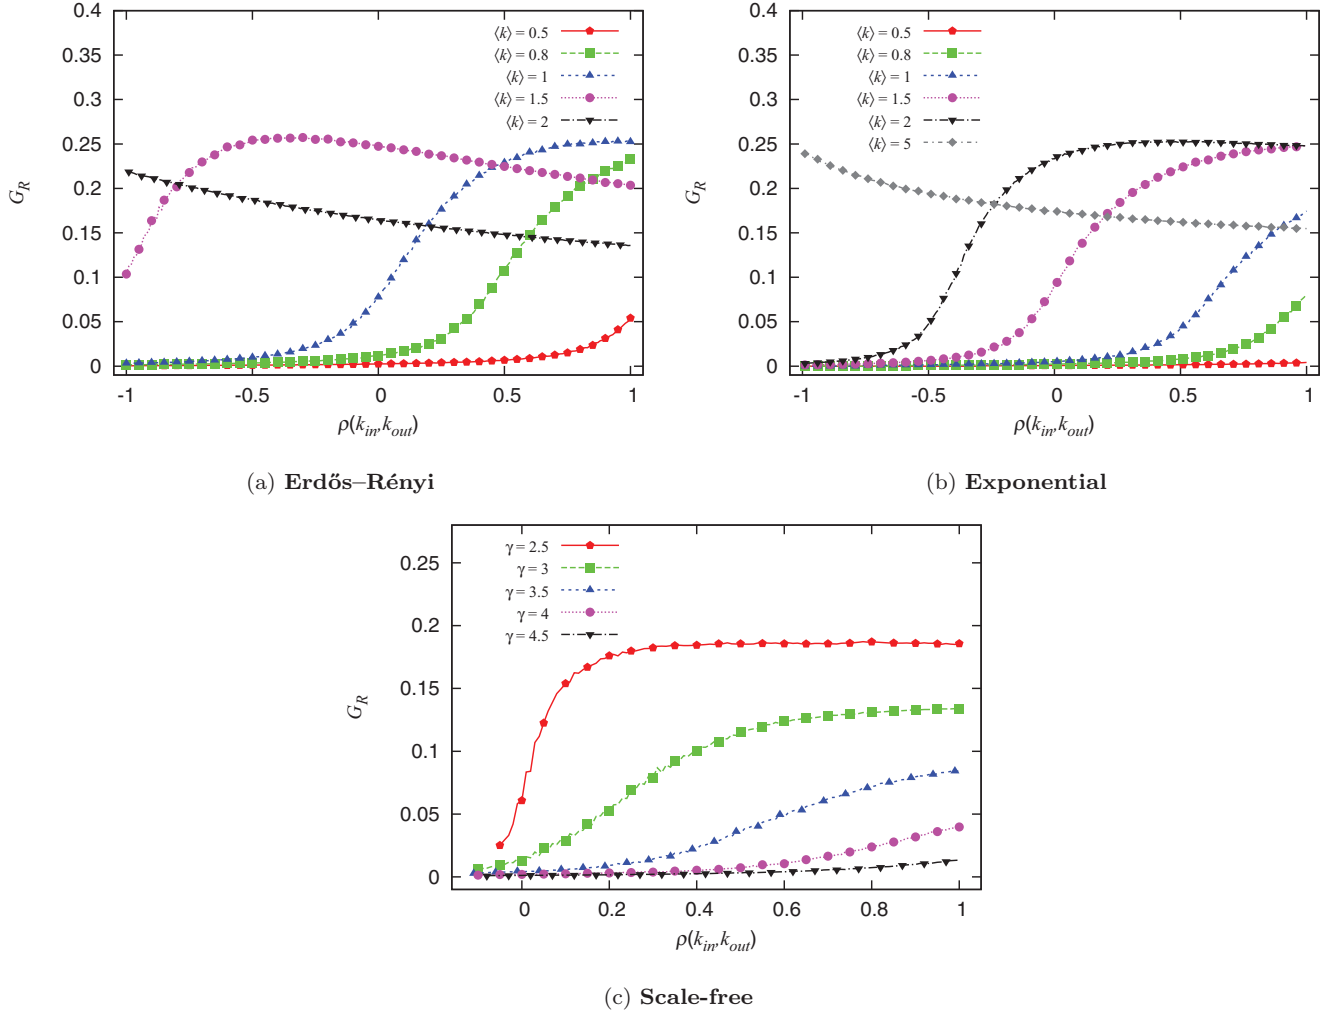 0.4
0.35
0.3
0.25
0.2
0.15
0.1
0.05
0
G_R
-1
-0.5
0
0.5
1
ρ(k_in,k_out)
⟨k⟩ = 0.5
⟨k⟩ = 0.8
⟨k⟩ = 1
⟨k⟩ = 1.5
⟨k⟩ = 2
(a) Erdős–Rényi
0.4
0.35
0.3
0.25
0.2
0.15
0.1
0.05
0
G_R
-1
-0.5
0
0.5
1
ρ(k_in,k_out)
⟨k⟩ = 0.5
⟨k⟩ = 0.8
⟨k⟩ = 1
⟨k⟩ = 1.5
⟨k⟩ = 2
⟨k⟩ = 5
(b) Exponential
0.25
0.2
0.15
0.1
0.05
0
G_R
0
0.2
0.4
0.6
0.8
1
ρ(k_in,k_out)
γ = 2.5
γ = 3
γ = 3.5
γ = 4
γ = 4.5
(c) Scale-free